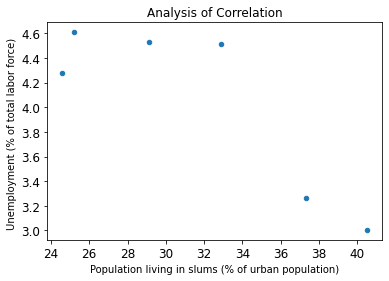 Analysis of Correlation
Unemployment (% of total labor force)
4.6
4.4
4.2
4.0
3.8
3.6
3.4
3.2
3.0
24 26 28 30 32 34 36 38 40
Population living in slums (% of urban population)